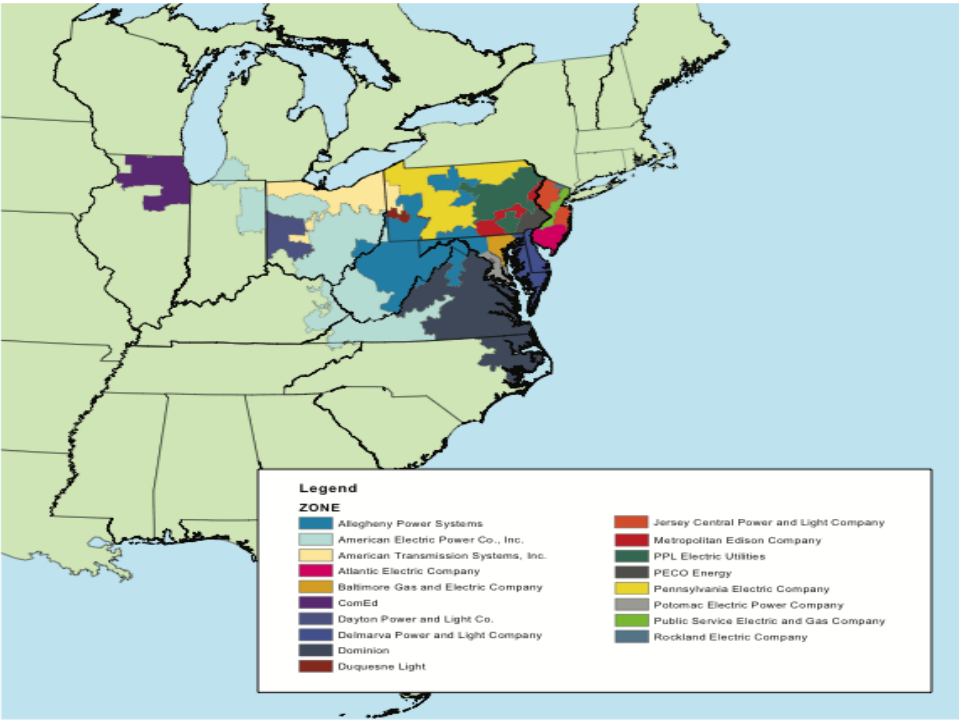 Legend
ZONE
Allegheny Power Systems
American Electric Power Co., Inc.
American Transmission Systems, Inc.
Atlantic Electric Company
Baltimore Gas and Electric Company
ComEd
Dayton Power and Light Co.
Delmarva Power and Light Company
Dominion
Duquesne Light
Jersey Central Power and Light Company
Metropolitan Edison Company
PPL Electric Utilities
PECO Energy
Pennsylvania Electric Company
Potomac Electric Power Company
Public Service Electric and Gas Company
Rockland Electric Company